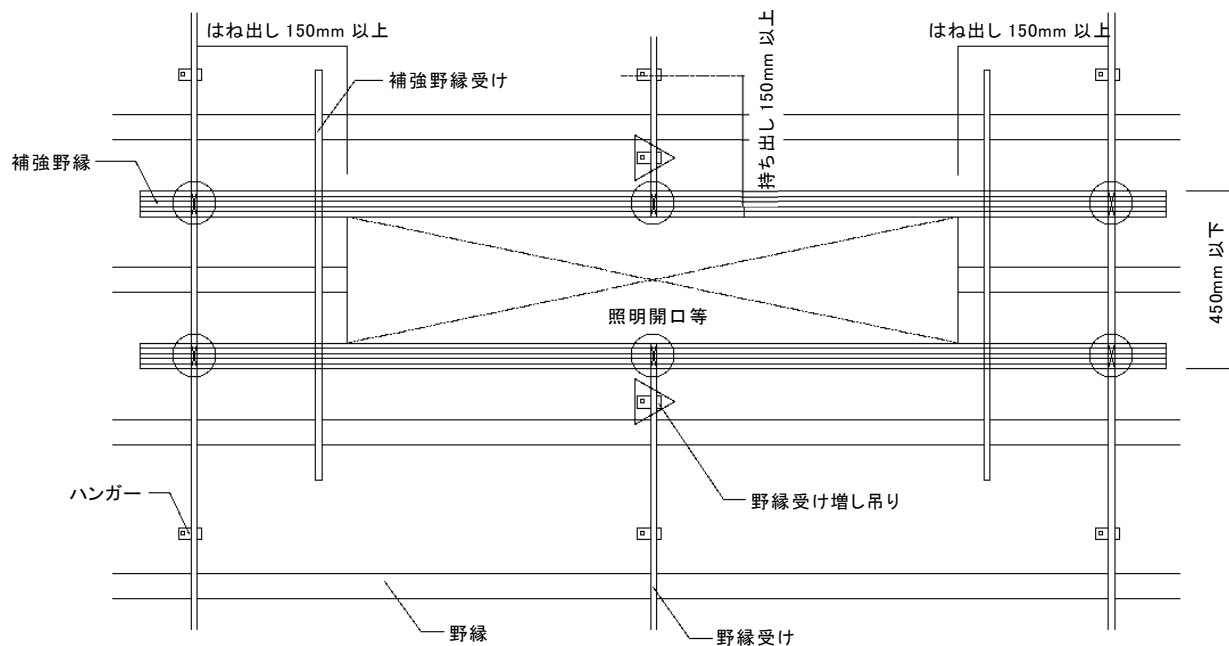 はね出し 150mm 以上
持ち出し 150mm 以上
はね出し 150mm 以上
補強野縁受け
補強野縁
450mm 以下
照明開口等
ハンガー
野縁受け増し吊り
野縁
野縁受け